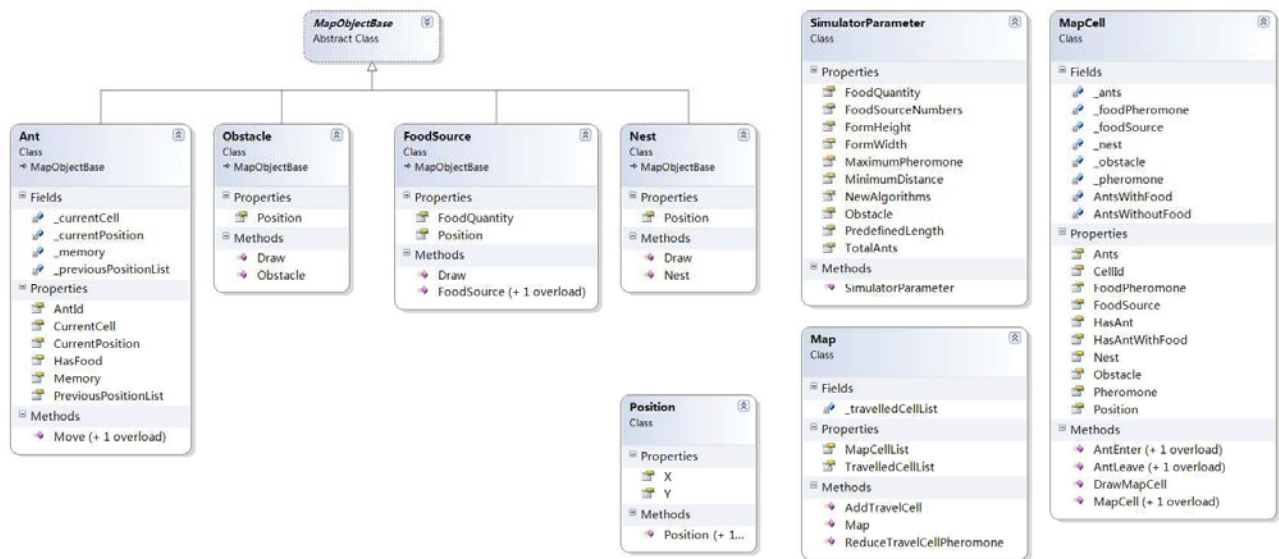 MapObjectBase
Abstract Class
Ant
Class
MapObjectBase
Fields
_currentCell
_currentPosition
_memory
_previousPositionList
Properties
AntId
CurrentCell
CurrentPosition
HasFood
Memory
PreviousPositionList
Methods
Move (+ 1 overload)
Obstacle
Class
MapObjectBase
Properties
Position
Methods
Draw
Obstacle
FoodSource
Class
MapObjectBase
Properties
FoodQuantity
Position
Methods
Draw
FoodSource (+ 1 overload)
Nest
Class
MapObjectBase
Properties
Position
Methods
Draw
Nest
Position
Class
Properties
X
Y
Methods
Position (+ 1...
SimulatorParameter
Class
Properties
FoodQuantity
FoodSourceNumbers
FormHeight
FormWidth
MaximumPheromone
MinimumDistance
NewAlgorithms
Obstacle
PredefinedLength
TotalAnts
Methods
SimulatorParameter
Map
Class
Fields
_travelledCellList
Properties
MapCellList
TravelledCellList
Methods
AddTravelCell
Map
ReduceTravelCellPheromone
MapCell
Class
Fields
_ants
_foodPheromone
_foodSource
_nest
_obstacle
_pheromone
AntsWithFood
AntsWithoutFood
Properties
Ants
CellId
FoodPheromone
FoodSource
HasAnt
HasAntWithFood
Nest
Obstacle
Pheromone
Position
Methods
AntEnter (+ 1 overload)
AntLeave (+ 1 overload)
DrawMapCell
MapCell (+ 1 overload)